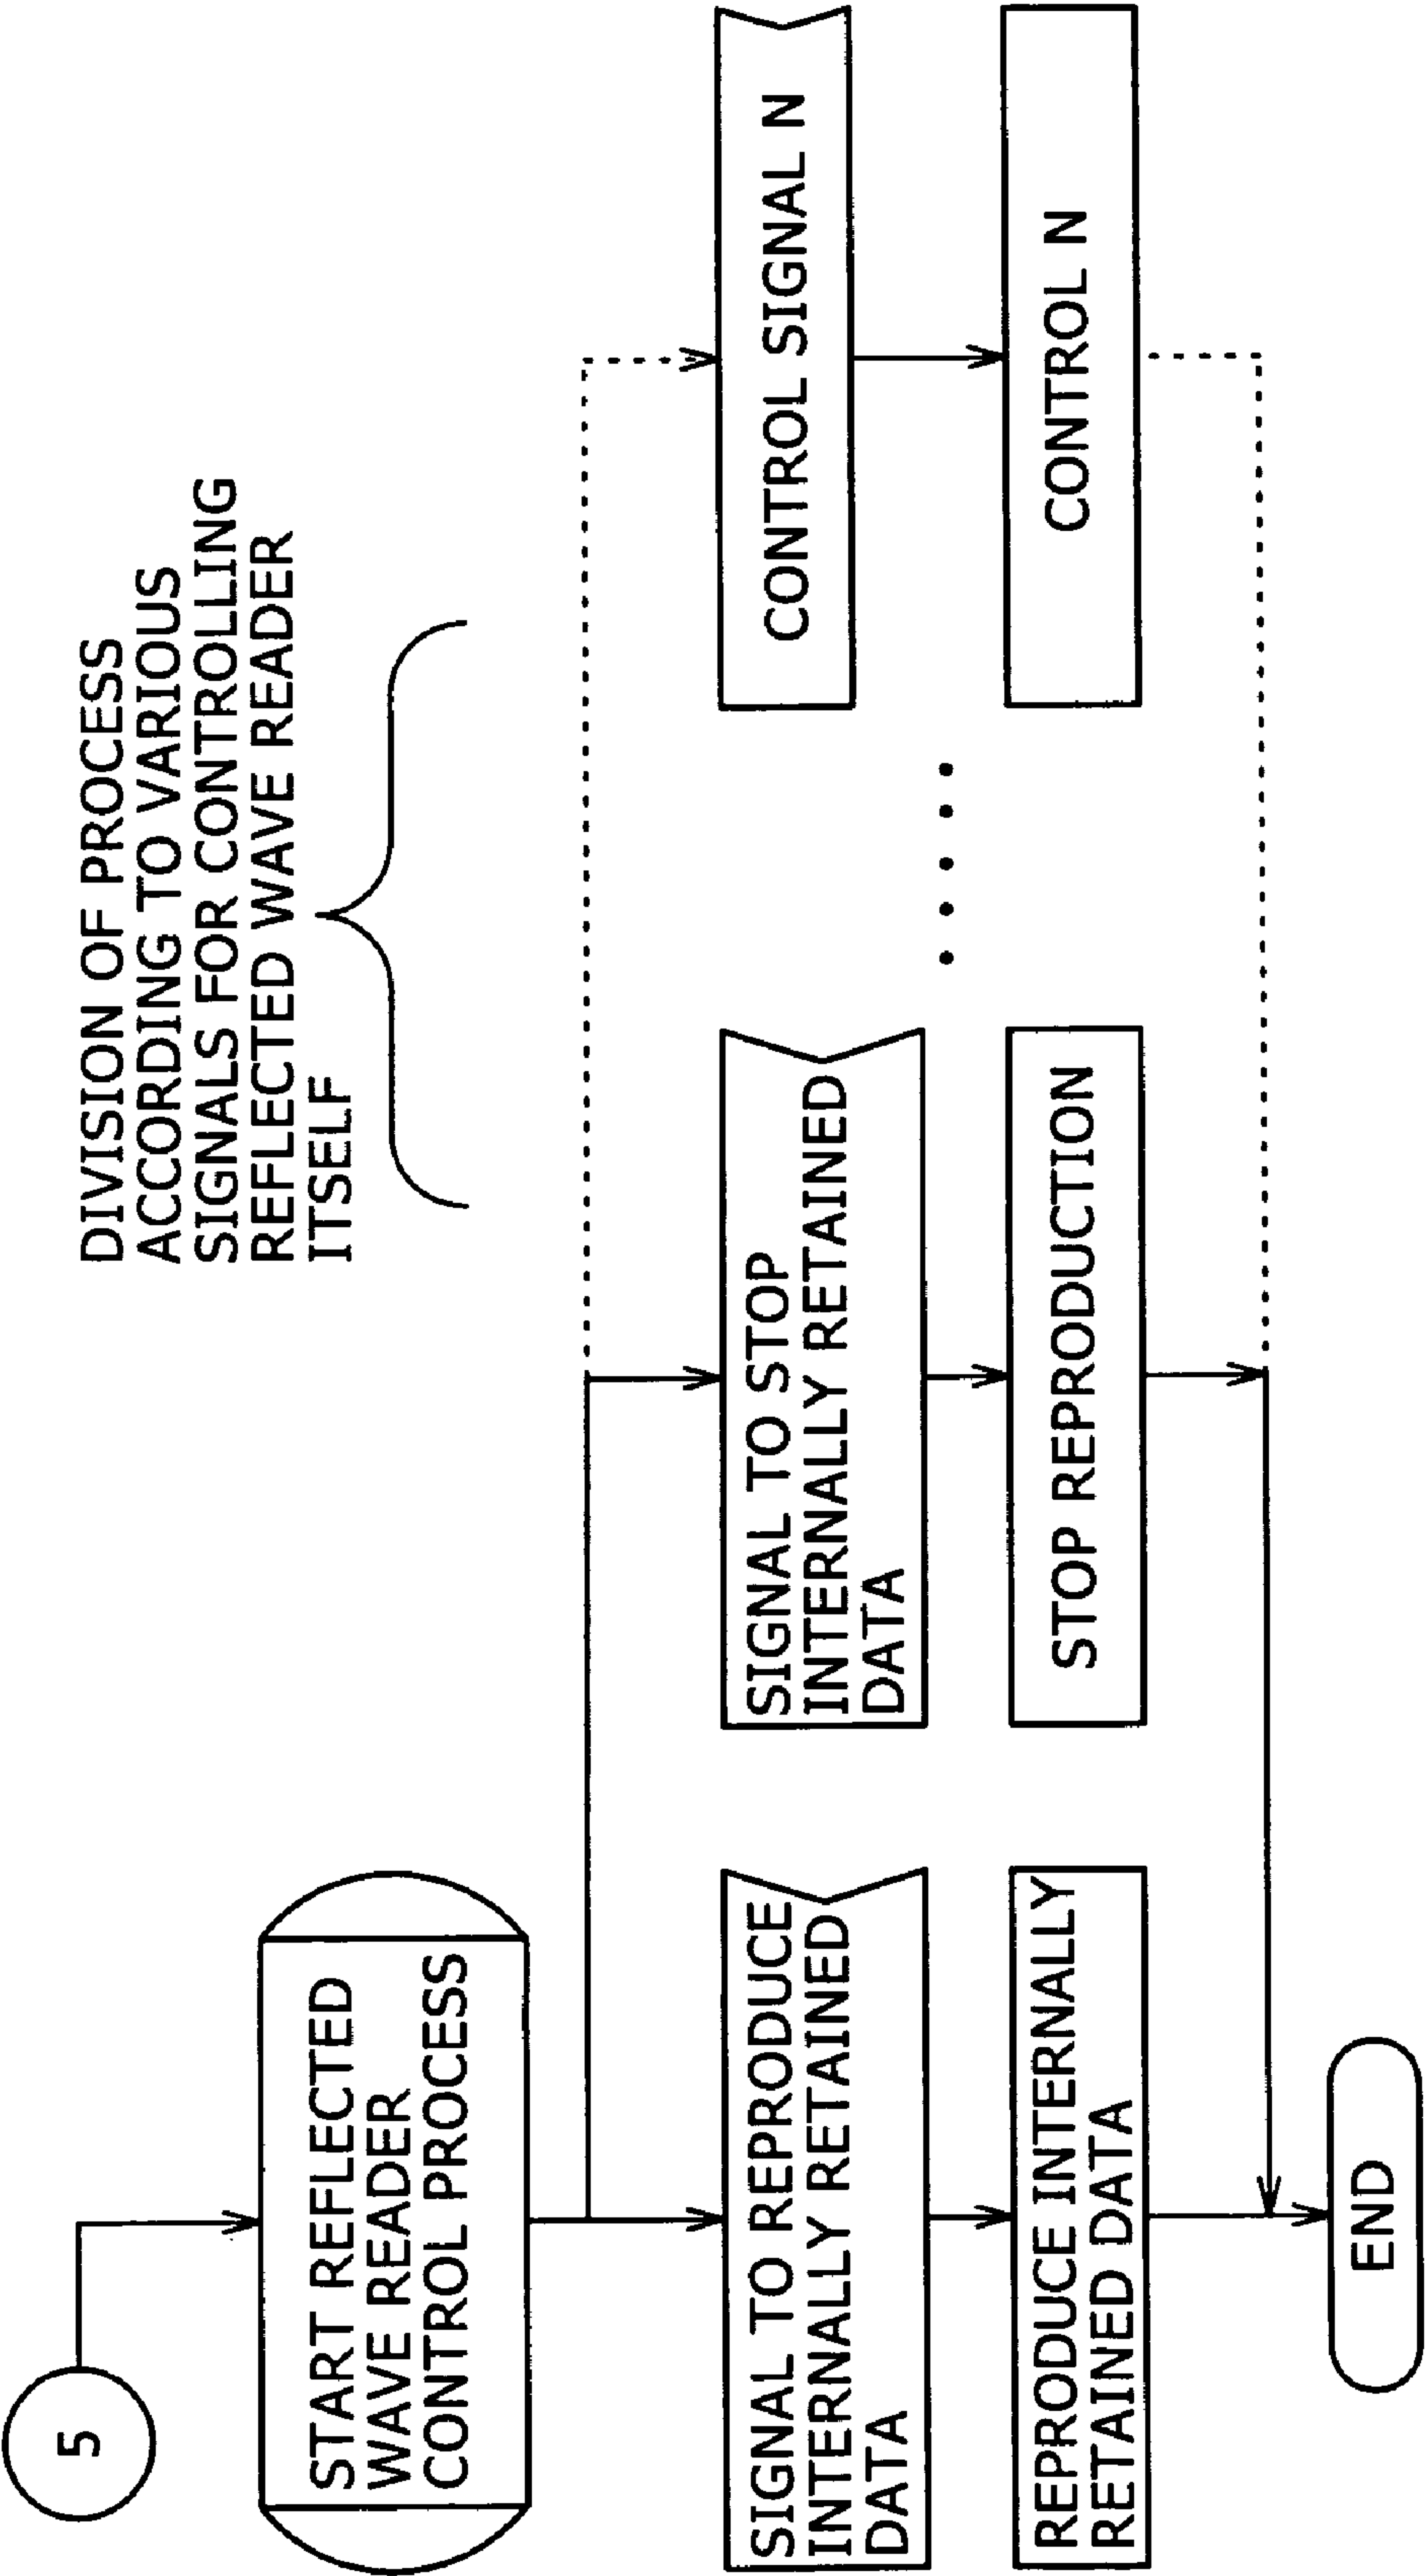 5
DIVISION OF PROCESS
ACCORDING TO VARIOUS
SIGNALS FOR CONTROLLING
REFLECTED WAVE READER
ITSELF
START REFLECTED
WAVE READER
CONTROL PROCESS
SIGNAL TO REPRODUCE
INTERNALLY RETAINED
DATA
SIGNAL TO STOP
INTERNALLY RETAINED
DATA
CONTROL SIGNAL N
REPRODUCE INTERNALLY
RETAINED DATA
STOP REPRODUCTION
CONTROL N
END